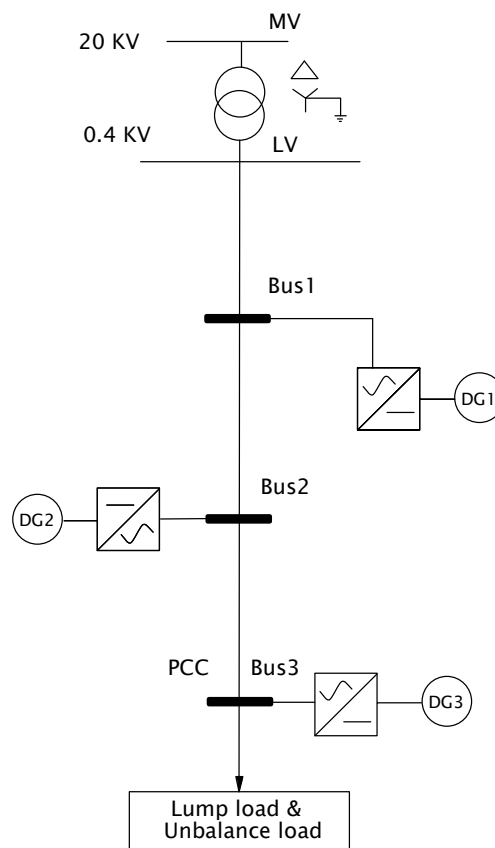 MV
20 KV
0.4 KV
LV
Bus1
DG1
Bus2
DG2
PCC
Bus3
DG3
Lump load &
Unbalance load